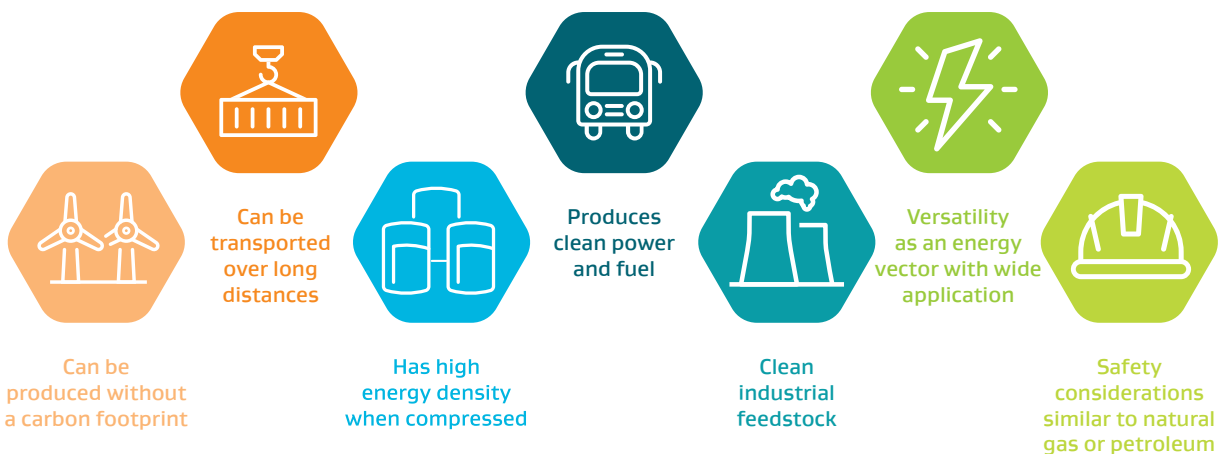 Can be
produced without
a carbon footprint
Can be
transported
over long
distances
Has high
energy density
when compressed
Produces
clean power
and fuel
Clean
industrial
feedstock
Versatility
as an energy
vector with wide
application
Safety
considerations
similar to natural
gas or petroleum